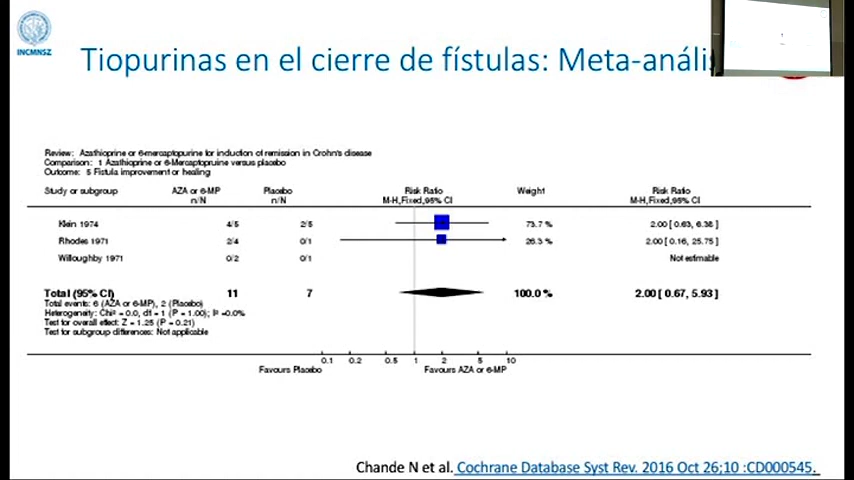 INCMNSZ
Tiopurinas en el cierre de fístulas: Meta-anális
Review: Azathioprine or 6-mercaptopurine for induction of remission in Crohn's disease
Comparison: 1 Azathioprine or 6-Mercaptopruine versus placebo
Outcome: 5 Fistula improvement or healing
Study or subgroup AZA or 6-MP Placebo Risk Ratio Weight Risk Ratio
n/N n/N M-H,Fixed,95% CI M-H,Fixed,95% CI
Klein 1974 4/5 2/5 73.7 % 2.00 [ 0.63, 6.38 ]
Rhodes 1971 2/4 0/1 26.3 % 2.00 [ 0.16, 25.75 ]
Willoughby 1971 0/2 0/1 Not estimable
Total (95% CI) 11 7 100.0 % 2.00 [ 0.67, 5.93 ]
Total events: 6 (AZA or 6-MP), 2 (Placebo)
Heterogeneity: Chi² = 0.0, df = 1 (P = 1.00); I² =0.0%
Test for overall effect: Z = 1.25 (P = 0.21)
Test for subgroup differences: Not applicable
0.1 0.2 0.5 1 2 5 10
Favours Placebo Favours AZA or 6-MP
Chande N et al. Cochrane Database Syst Rev. 2016 Oct 26;10 :CD000545.